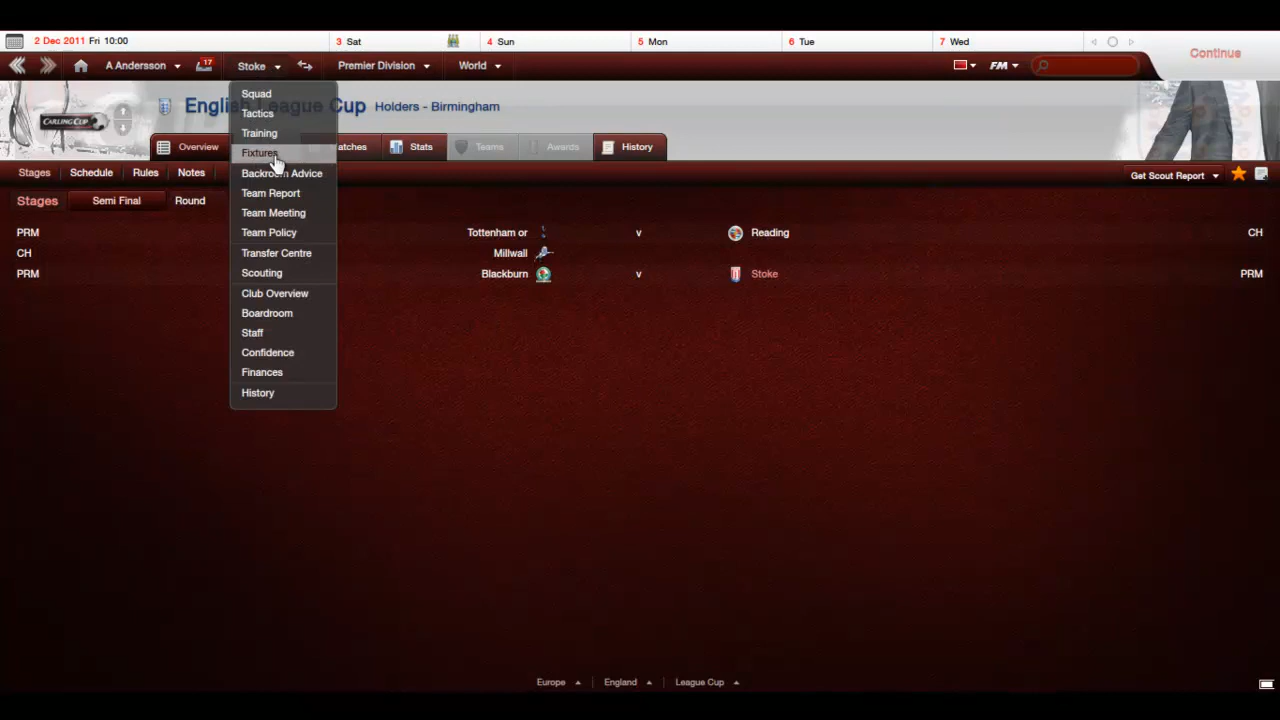 2 Dec 2011 Fri 10:00 3 Sat 4 Sun 5 Mon 6 Tue 7 Wed
A Andersson 17 Stoke Premier Division World FM Continue
English League Cup Holders - Birmingham
CARLING CUP
Overview Matches Stats Teams Awards History
Stages Schedule Rules Notes Get Scout Report
Stages Semi Final Round
PRM Tottenham or v Reading CH
CH Millwall
PRM Blackburn v Stoke PRM
Squad
Tactics
Training
Fixtures
Backroom Advice
Team Report
Team Meeting
Team Policy
Transfer Centre
Scouting
Club Overview
Boardroom
Staff
Confidence
Finances
History
Europe England League Cup